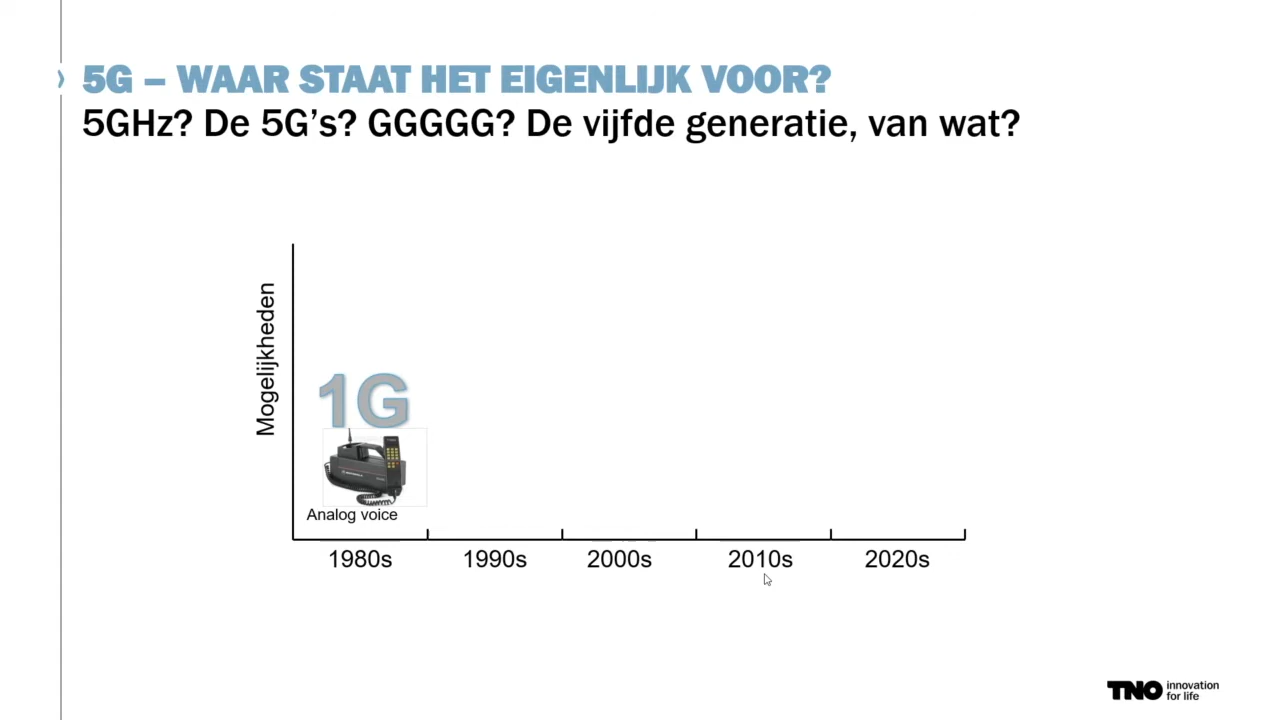 5G – WAAR STAAT HET EIGENLIJK VOOR?
5GHz? De 5G’s? GGGGG? De vijfde generatie, van wat?
Mogelijkheden
1G
Analog voice
1980s 1990s 2000s 2010s 2020s
TNO innovation
for life